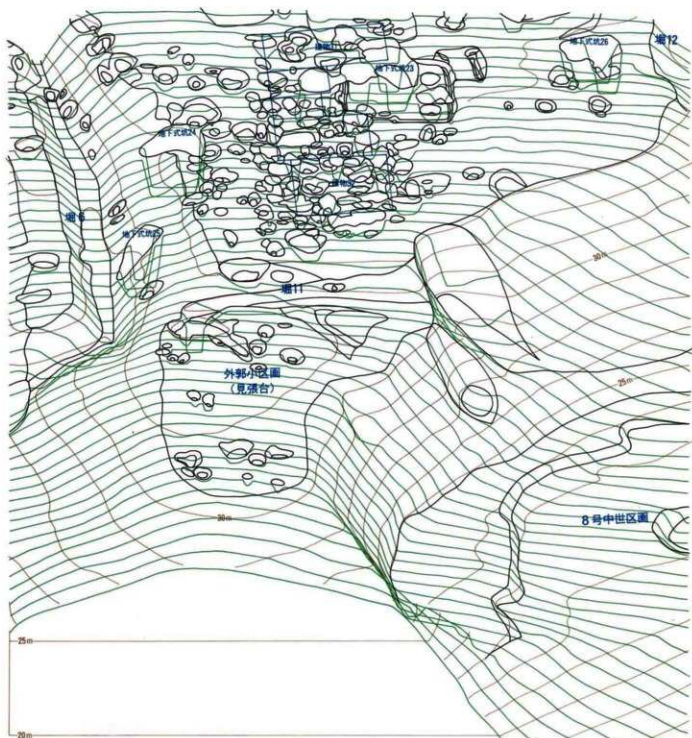 堀12
地下式坑26
地下式坑23
地下式坑24
堀6
地下式坑25
堀11
30m
外郭小区画
(見張台)
25m
8号中世区画
30m
25m
20m